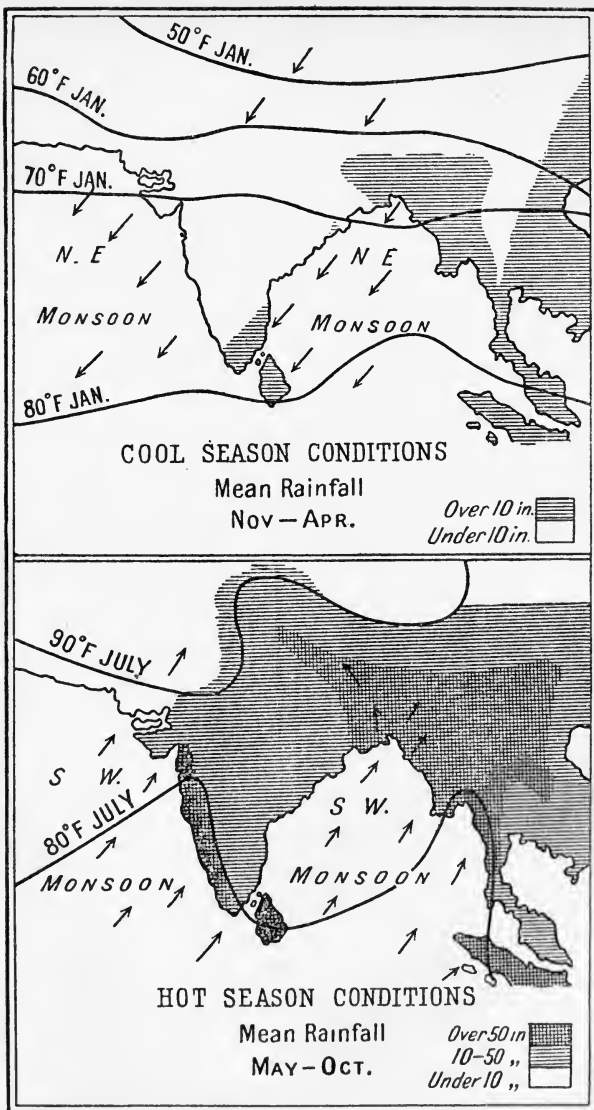 50°F JAN.
60°F JAN.
70°F JAN.
N. E
N E
MONSOON
MONSOON
80°F JAN.
COOL SEASON CONDITIONS
Mean Rainfall
NOV – APR.
Over 10 in.
Under 10 in.
90°F JULY
S W.
S W.
80°F JULY
MONSOON
MONSOON
HOT SEASON CONDITIONS
Mean Rainfall
MAY – OCT.
Over 50 in
10–50 „
Under 10 „